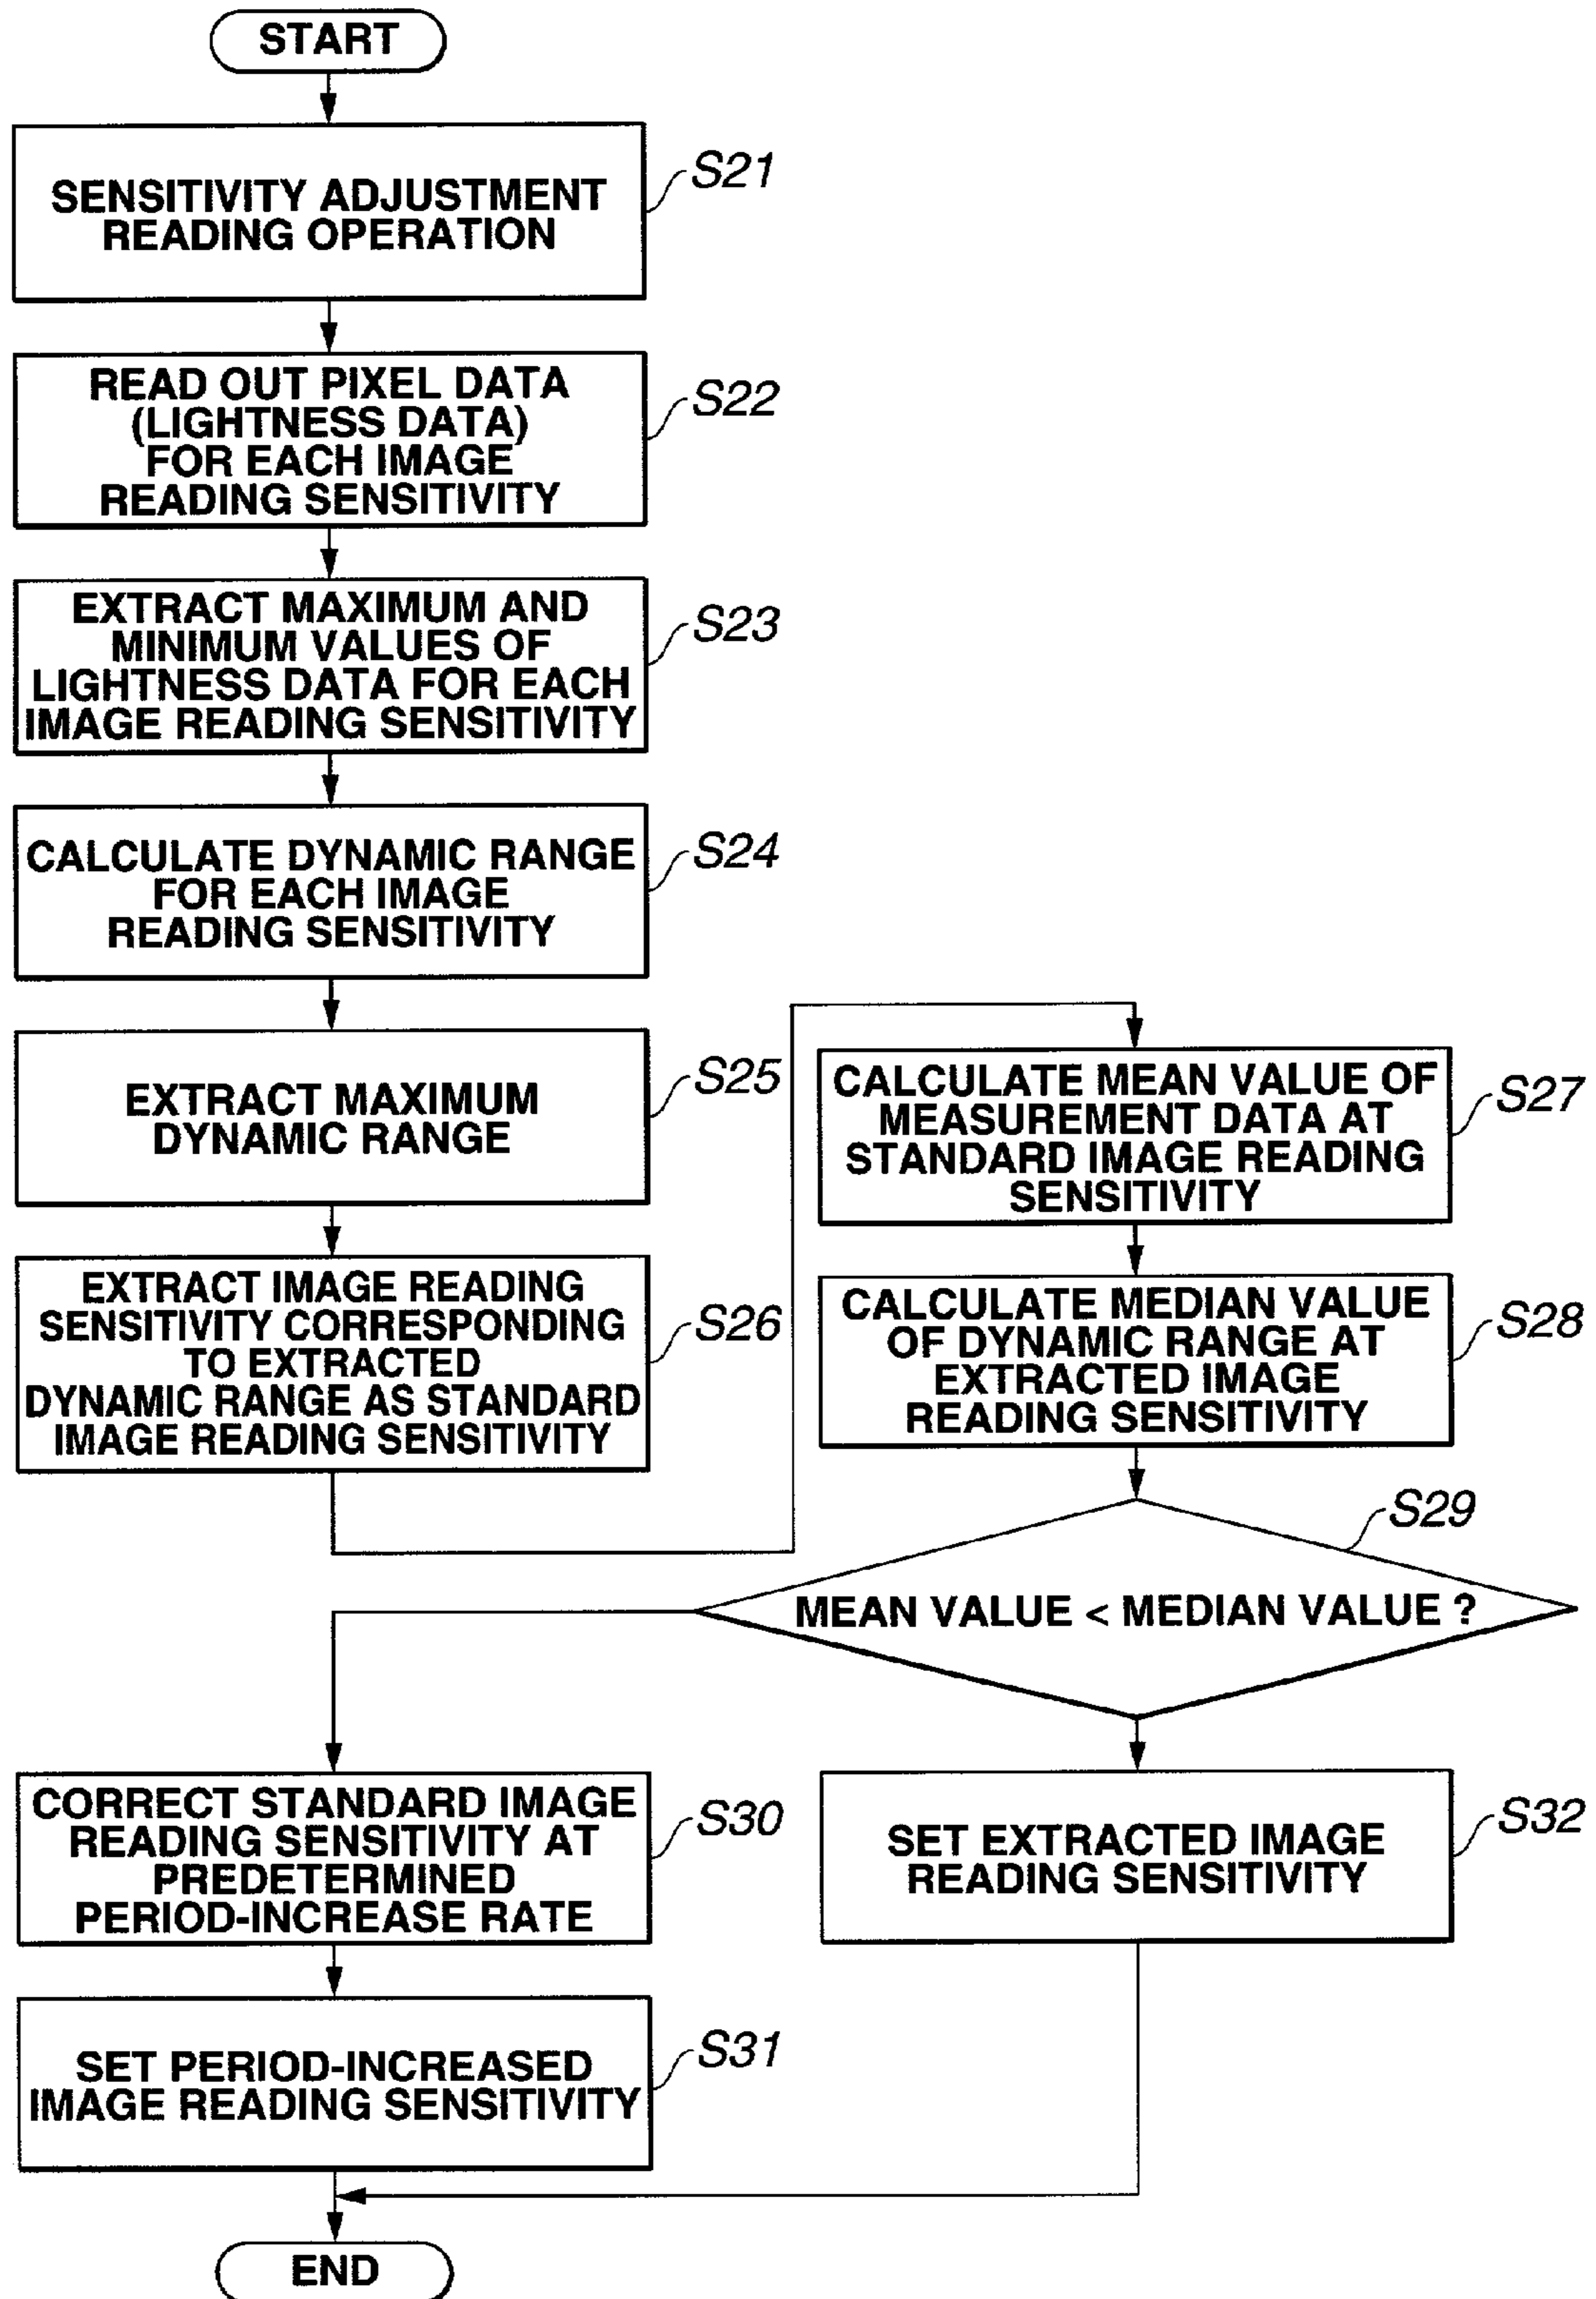 START
SENSITIVITY ADJUSTMENT
READING OPERATION
S21
READ OUT PIXEL DATA
(LIGHTNESS DATA)
FOR EACH IMAGE
READING SENSITIVITY
S22
EXTRACT MAXIMUM AND
MINIMUM VALUES OF
LIGHTNESS DATA FOR EACH
IMAGE READING SENSITIVITY
S23
CALCULATE DYNAMIC RANGE
FOR EACH IMAGE
READING SENSITIVITY
S24
EXTRACT MAXIMUM
DYNAMIC RANGE
S25
EXTRACT IMAGE READING
SENSITIVITY CORRESPONDING
TO EXTRACTED
DYNAMIC RANGE AS STANDARD
IMAGE READING SENSITIVITY
S26
CALCULATE MEAN VALUE OF
MEASUREMENT DATA AT
STANDARD IMAGE READING
SENSITIVITY
S27
CALCULATE MEDIAN VALUE
OF DYNAMIC RANGE AT
EXTRACTED IMAGE
READING SENSITIVITY
S28
MEAN VALUE < MEDIAN VALUE ?
S29
CORRECT STANDARD IMAGE
READING SENSITIVITY AT
PREDETERMINED
PERIOD-INCREASE RATE
S30
SET PERIOD-INCREASED
IMAGE READING SENSITIVITY
S31
SET EXTRACTED IMAGE
READING SENSITIVITY
S32
END